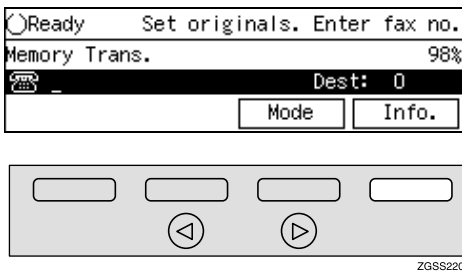 Ready Set originals. Enter fax no.
Memory Trans. 98%
_ Dest: 0
Mode Info.
ZGSS220